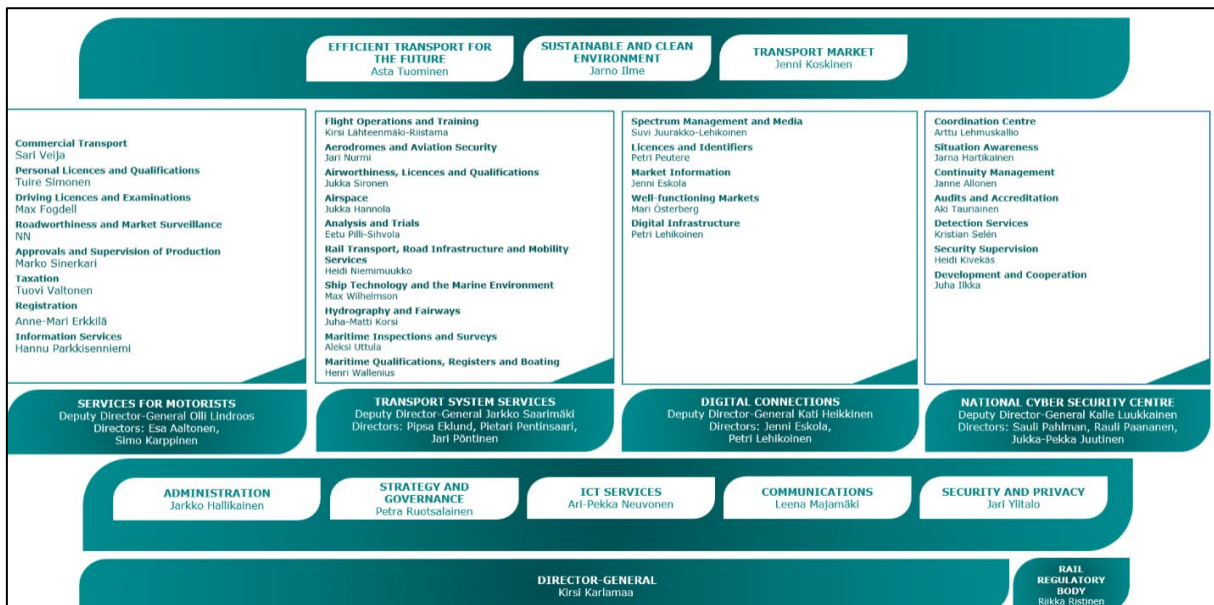 EFFICIENT TRANSPORT FOR
THE FUTURE
Asta Tuominen
SUSTAINABLE AND CLEAN
ENVIRONMENT
Jarno Ilme
TRANSPORT MARKET
Jenni Koskinen
Commercial Transport
Sari Veija
Personal Licences and Qualifications
Tuire Simonen
Driving Licences and Examinations
Max Fogdell
Roadworthiness and Market Surveillance
NN
Approvals and Supervision of Production
Marko Sinerkari
Taxation
Tuovi Valtonen
Registration
Anne-Mari Erkkilä
Information Services
Hannu Parkkisenniemi
SERVICES FOR MOTORISTS
Deputy Director-General Olli Lindroos
Directors: Esa Aaltonen,
Simo Karppinen
Flight Operations and Training
Kirsi Lähteenmäki-Riistama
Aerodromes and Aviation Security
Jari Nurmi
Airworthiness, Licences and Qualifications
Jukka Sironen
Airspace
Jukka Hannola
Analysis and Trials
Eetu Pilli-Sihvola
Rail Transport, Road Infrastructure and Mobility
Services
Heidi Niemimuukko
Ship Technology and the Marine Environment
Max Wilhelmson
Hydrography and Fairways
Juha-Matti Korsi
Maritime Inspections and Surveys
Aleksi Uttula
Maritime Qualifications, Registers and Boating
Henri Wallenius
TRANSPORT SYSTEM SERVICES
Deputy Director-General Jarkko Saarimäki
Directors: Pipsa Eklund, Pietari Pentinsaari,
Jari Pöntinen
Spectrum Management and Media
Suvi Juurakko-Lehikoinen
Licences and Identifiers
Petri Peutere
Market Information
Jenni Eskola
Well-functioning Markets
Mari Österberg
Digital Infrastructure
Petri Lehikoinen
DIGITAL CONNECTIONS
Deputy Director-General Kati Heikkinen
Directors: Jenni Eskola,
Petri Lehikoinen
Coordination Centre
Arttu Lehmuskallio
Situation Awareness
Jarna Hartikainen
Continuity Management
Janne Allonen
Audits and Accreditation
Aki Tauriainen
Detection Services
Kristian Selén
Security Supervision
Heidi Kivekäs
Development and Cooperation
Juha Ilkka
NATIONAL CYBER SECURITY CENTRE
Deputy Director-General Kalle Luukkainen
Directors: Sauli Pahlman, Rauli Paananen,
Jukka-Pekka Juutinen
ADMINISTRATION
Jarkko Hallikainen
STRATEGY AND
GOVERNANCE
Petra Ruotsalainen
ICT SERVICES
Ari-Pekka Neuvonen
COMMUNICATIONS
Leena Majamäki
SECURITY AND PRIVACY
Jari Ylitalo
DIRECTOR-GENERAL
Kirsi Karlamaa
RAIL
REGULATORY
BODY
Riikka Ristinen